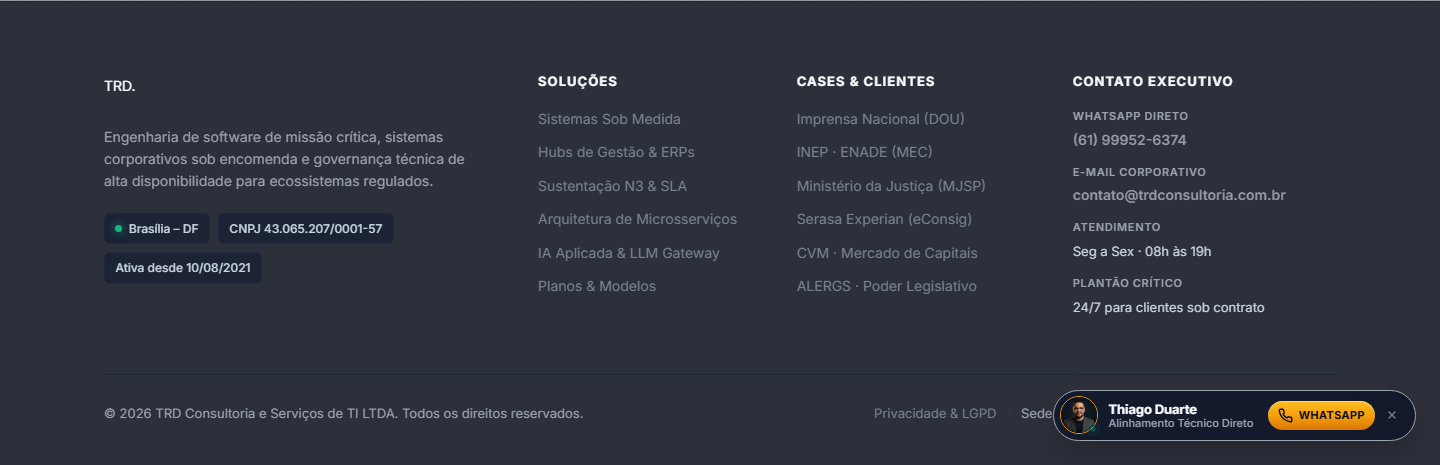 TRD.
Engenharia de software de missão crítica, sistemas
corporativos sob encomenda e governança técnica de
alta disponibilidade para ecossistemas regulados.
Brasília – DF
CNPJ 43.065.207/0001-57
Ativa desde 10/08/2021
SOLUÇÕES
Sistemas Sob Medida
Hubs de Gestão & ERPs
Sustentação N3 & SLA
Arquitetura de Microsserviços
IA Aplicada & LLM Gateway
Planos & Modelos
CASES & CLIENTES
Imprensa Nacional (DOU)
INEP · ENADE (MEC)
Ministério da Justiça (MJSP)
Serasa Experian (eConsig)
CVM · Mercado de Capitais
ALERGS · Poder Legislativo
CONTATO EXECUTIVO
WHATSAPP DIRETO
(61) 99952-6374
E-MAIL CORPORATIVO
contato@trdconsultoria.com.br
ATENDIMENTO
Seg a Sex · 08h às 19h
PLANTÃO CRÍTICO
24/7 para clientes sob contrato
© 2026 TRD Consultoria e Serviços de TI LTDA. Todos os direitos reservados.
Privacidade & LGPD · Sede
Thiago Duarte
Alinhamento Técnico Direto
WHATSAPP
×